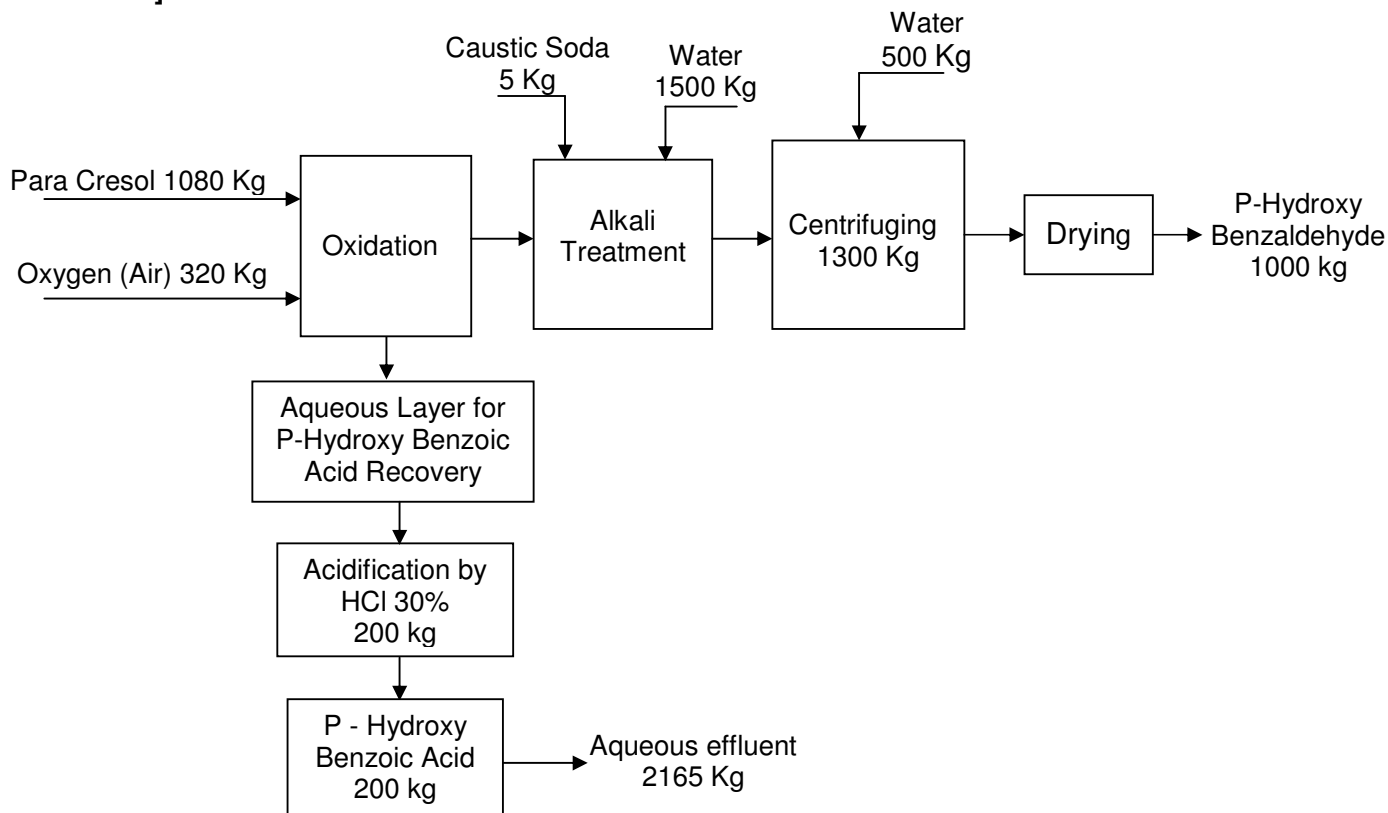 ]
Caustic Soda
5 Kg
Water
1500 Kg
Water
500 Kg
Para Cresol 1080 Kg
Oxygen (Air) 320 Kg
Oxidation
Alkali
Treatment
Centrifuging
1300 Kg
Drying
P-Hydroxy
Benzaldehyde
1000 kg
Aqueous Layer for
P-Hydroxy Benzoic
Acid Recovery
Acidification by
HCl 30%
200 kg
P - Hydroxy
Benzoic Acid
200 kg
Aqueous effluent
2165 Kg